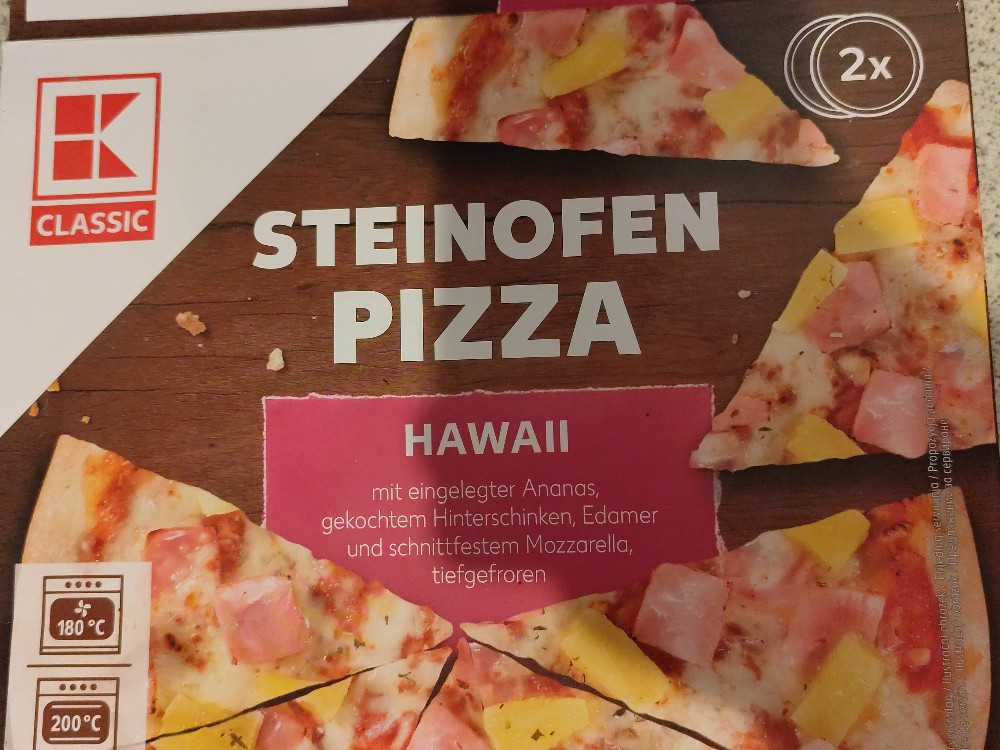 K
CLASSIC
2x
STEINOFEN
PIZZA
HAWAII
mit eingelegter Ananas,
gekochtem Hinterschinken, Edamer
und schnittfestem Mozzarella,
tiefgefroren
180 °C
200 °C